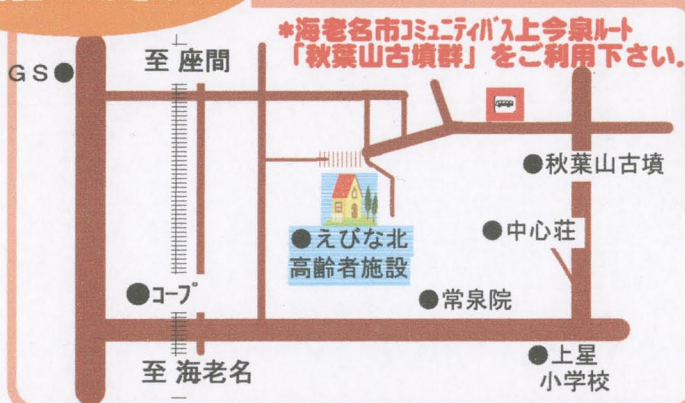 *海老名市コミュニティバス上今泉ルート
「秋葉山古墳群」をご利用下さい。
至 座間
GS●
●秋葉山古墳
●えびな北
高齢者施設
●中心荘
●コープ
●常泉院
至 海老名
●上星
小学校